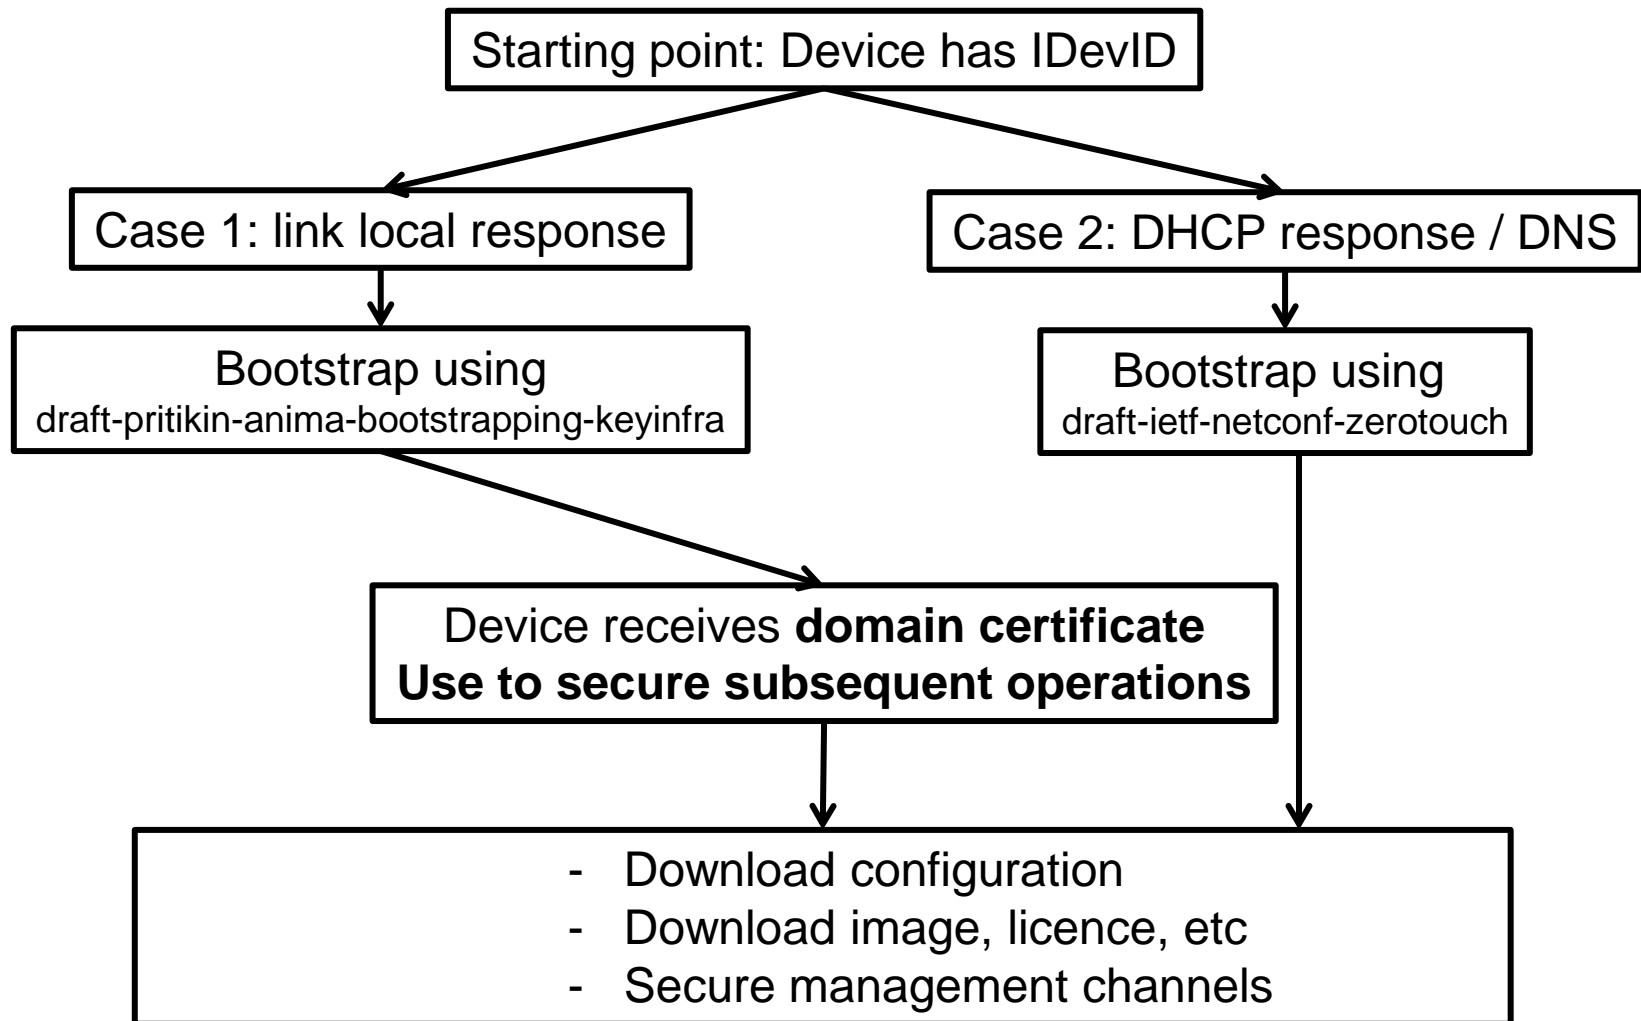 Starting point: Device has IDevID
Case 1: link local response
Case 2: DHCP response / DNS
Bootstrap using
draft-pritikin-anima-bootstrapping-keyinfra
Bootstrap using
draft-ietf-netconf-zerotouch
Device receives domain certificate
Use to secure subsequent operations
- Download configuration
- Download image, licence, etc
- Secure management channels